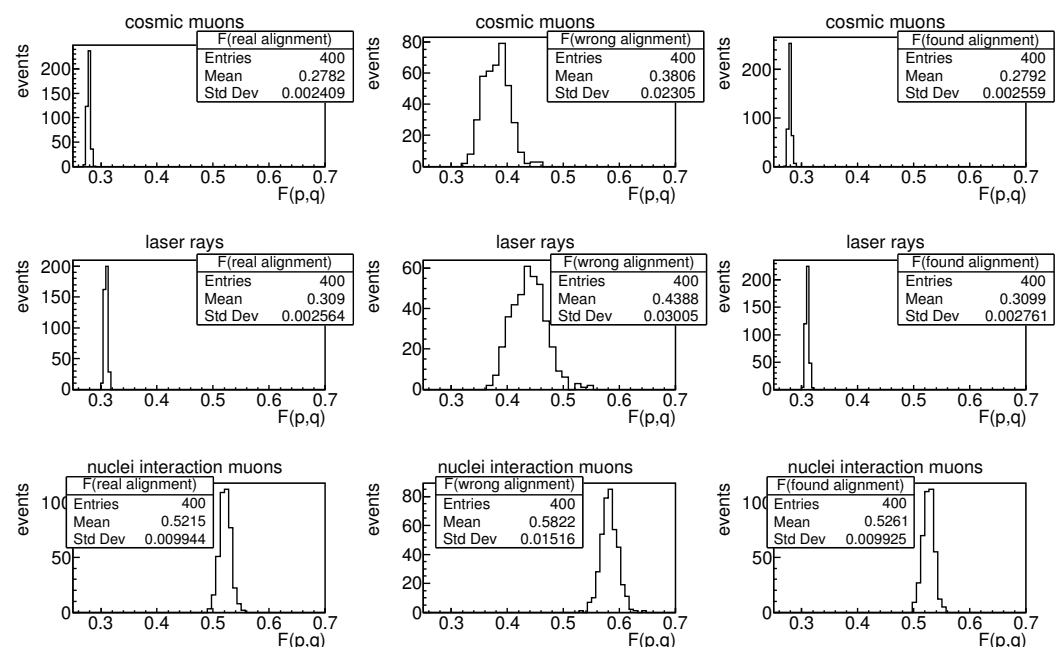 cosmic muons
F(real alignment)
Entries 400
Mean 0.2782
Std Dev 0.002409
events
200
150
100
50
0
0.3 0.4 0.5 0.6 0.7
F(p,q)
cosmic muons
F(wrong alignment)
Entries 400
Mean 0.3806
Std Dev 0.02305
events
80
60
40
20
0
0.3 0.4 0.5 0.6 0.7
F(p,q)
cosmic muons
F(found alignment)
Entries 400
Mean 0.2792
Std Dev 0.002559
events
200
150
100
50
0
0.3 0.4 0.5 0.6 0.7
F(p,q)
laser rays
F(real alignment)
Entries 400
Mean 0.309
Std Dev 0.002564
events
200
150
100
50
0
0.3 0.4 0.5 0.6 0.7
F(p,q)
laser rays
F(wrong alignment)
Entries 400
Mean 0.4388
Std Dev 0.03005
events
60
40
20
0
0.3 0.4 0.5 0.6 0.7
F(p,q)
laser rays
F(found alignment)
Entries 400
Mean 0.3099
Std Dev 0.002761
events
200
150
100
50
0
0.3 0.4 0.5 0.6 0.7
F(p,q)
nuclei interaction muons
F(real alignment)
Entries 400
Mean 0.5215
Std Dev 0.009944
events
50
0
0.3 0.4 0.5 0.6 0.7
F(p,q)
nuclei interaction muons
F(wrong alignment)
Entries 400
Mean 0.5822
Std Dev 0.01516
events
80
60
40
20
0
0.3 0.4 0.5 0.6 0.7
F(p,q)
nuclei interaction muons
F(found alignment)
Entries 400
Mean 0.5261
Std Dev 0.009925
events
50
0
0.3 0.4 0.5 0.6 0.7
F(p,q)